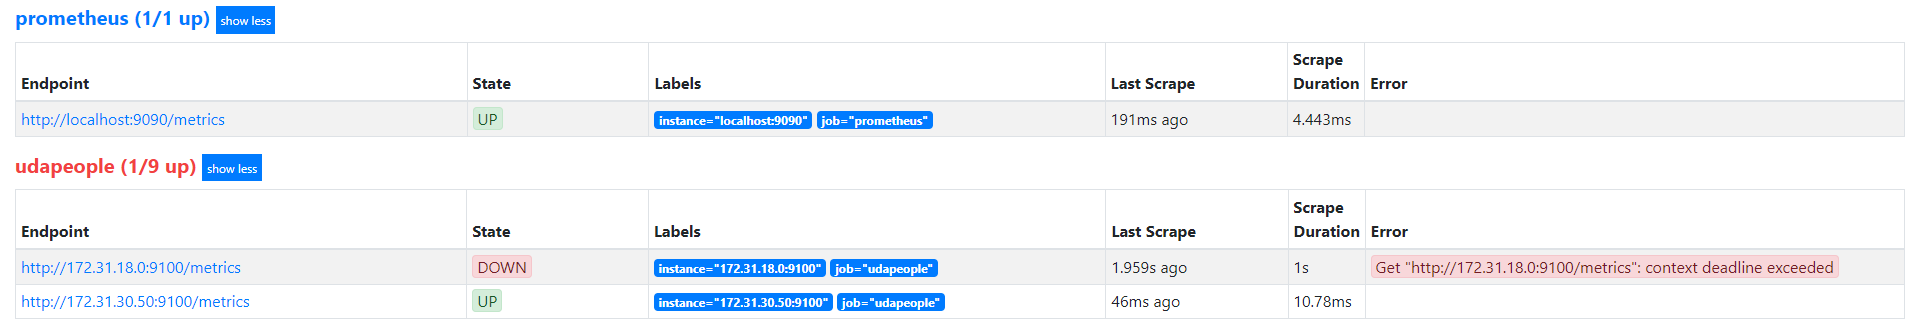 prometheus (1/1 up) show less
Endpoint State Labels Last Scrape Scrape Duration Error
http://localhost:9090/metrics UP instance="localhost:9090" job="prometheus" 191ms ago 4.443ms
udapeople (1/9 up) show less
Endpoint State Labels Last Scrape Scrape Duration Error
http://172.31.18.0:9100/metrics DOWN instance="172.31.18.0:9100" job="udapeople" 1.959s ago 1s Get "http://172.31.18.0:9100/metrics": context deadline exceeded
http://172.31.30.50:9100/metrics UP instance="172.31.30.50:9100" job="udapeople" 46ms ago 10.78ms